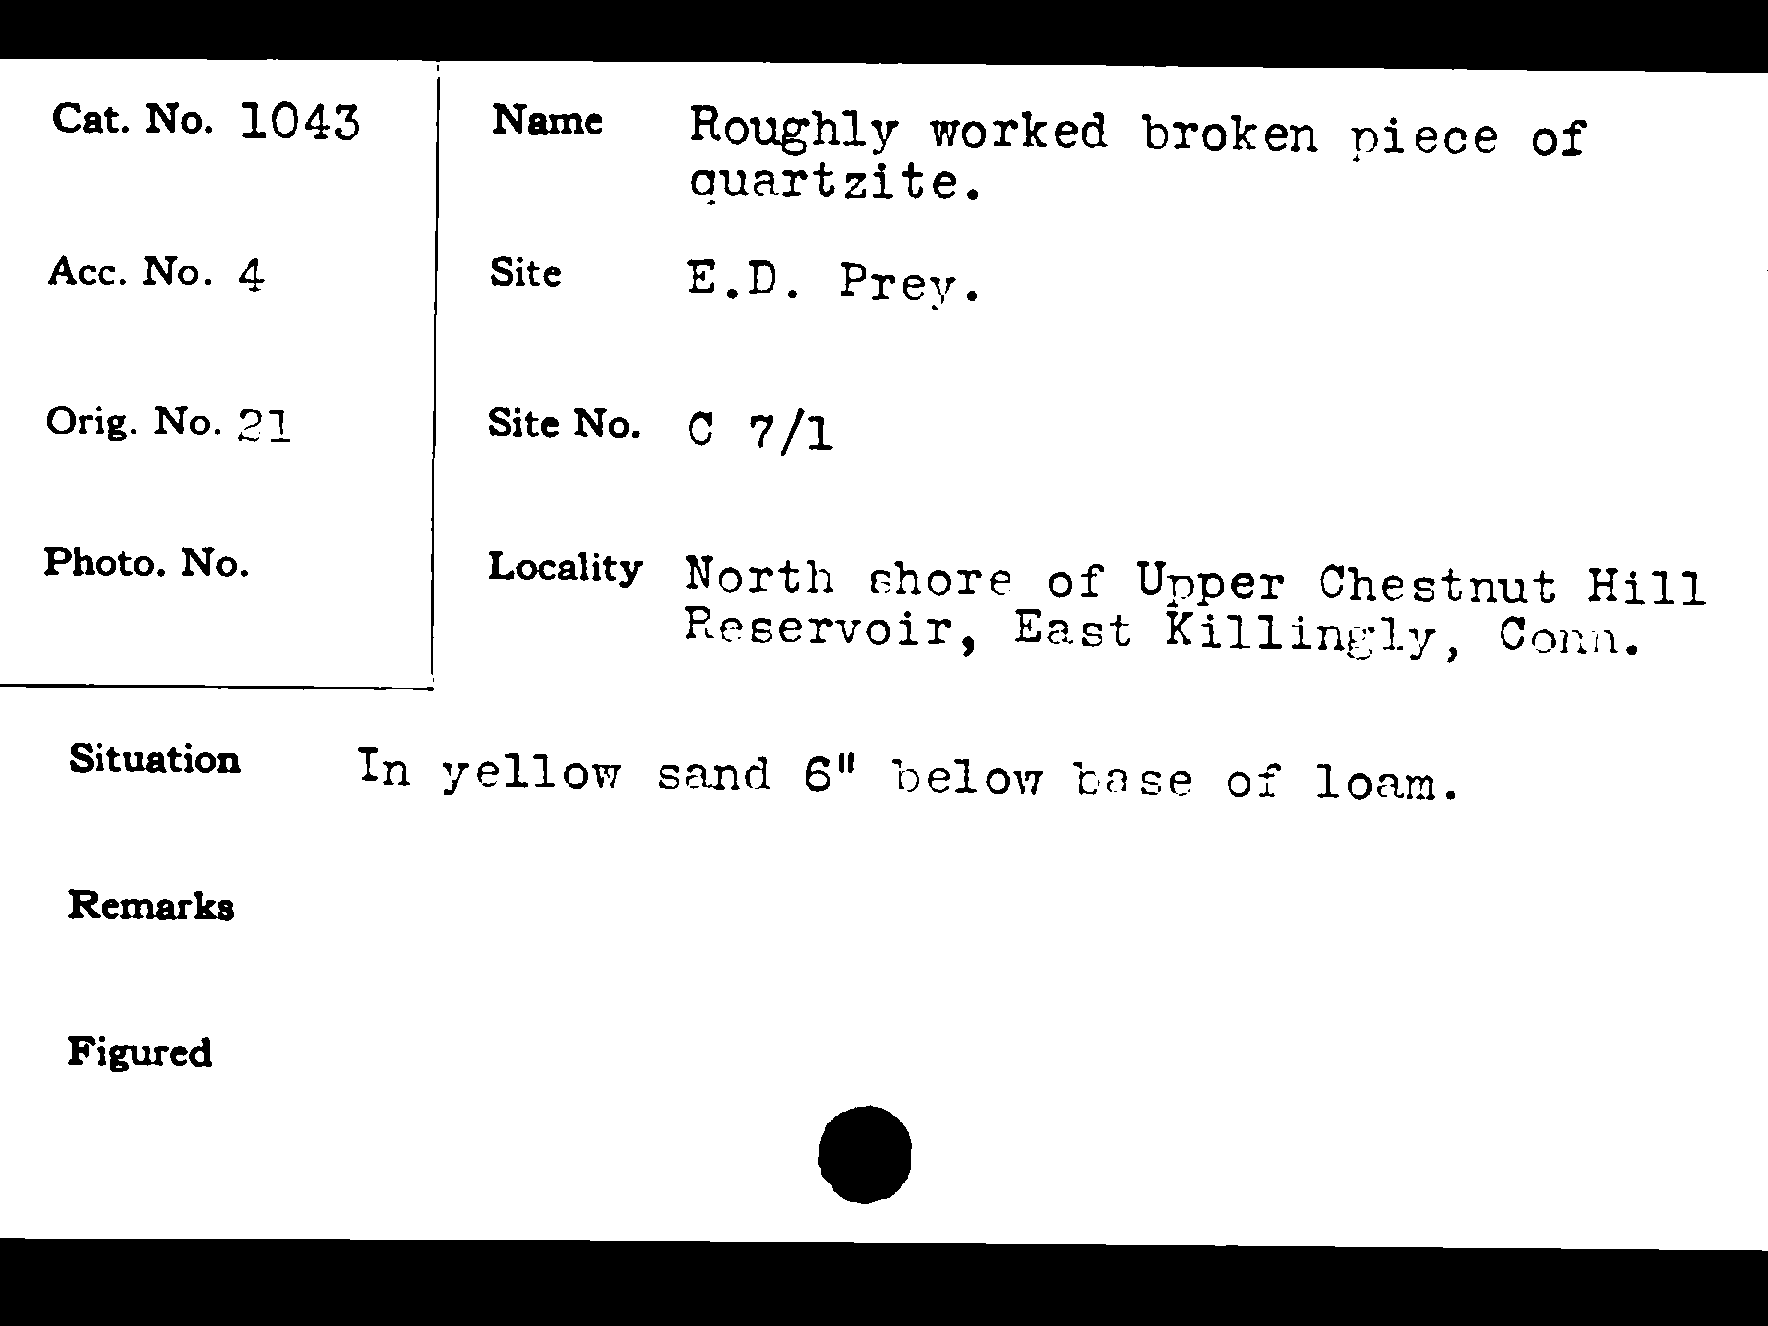 Cat. No. 1043
Name Roughly worked broken piece of
quartzite.
Acc. No. 4
Site E.D. Prey.
Orig. No. 21
Site No. C 7/1
Photo. No.
Locality North shore of Upper Chestnut Hill
Reservoir, East Killingly, Conn.
Situation In yellow sand 6" below base of loam.
Remarks
Figured